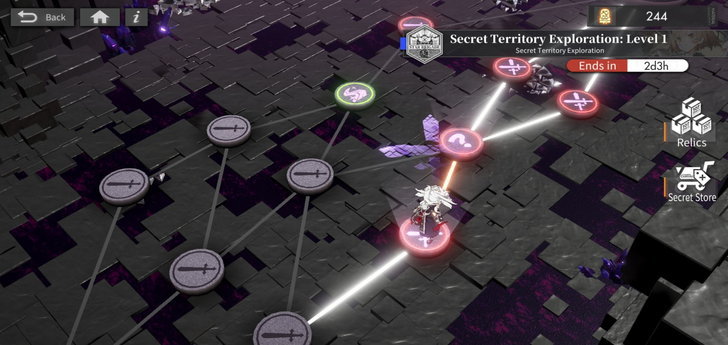 Back
i
244
Secret Territory Exploration: Level 1
Secret Territory Exploration
Ends in 2d3h
Relics
Secret Store